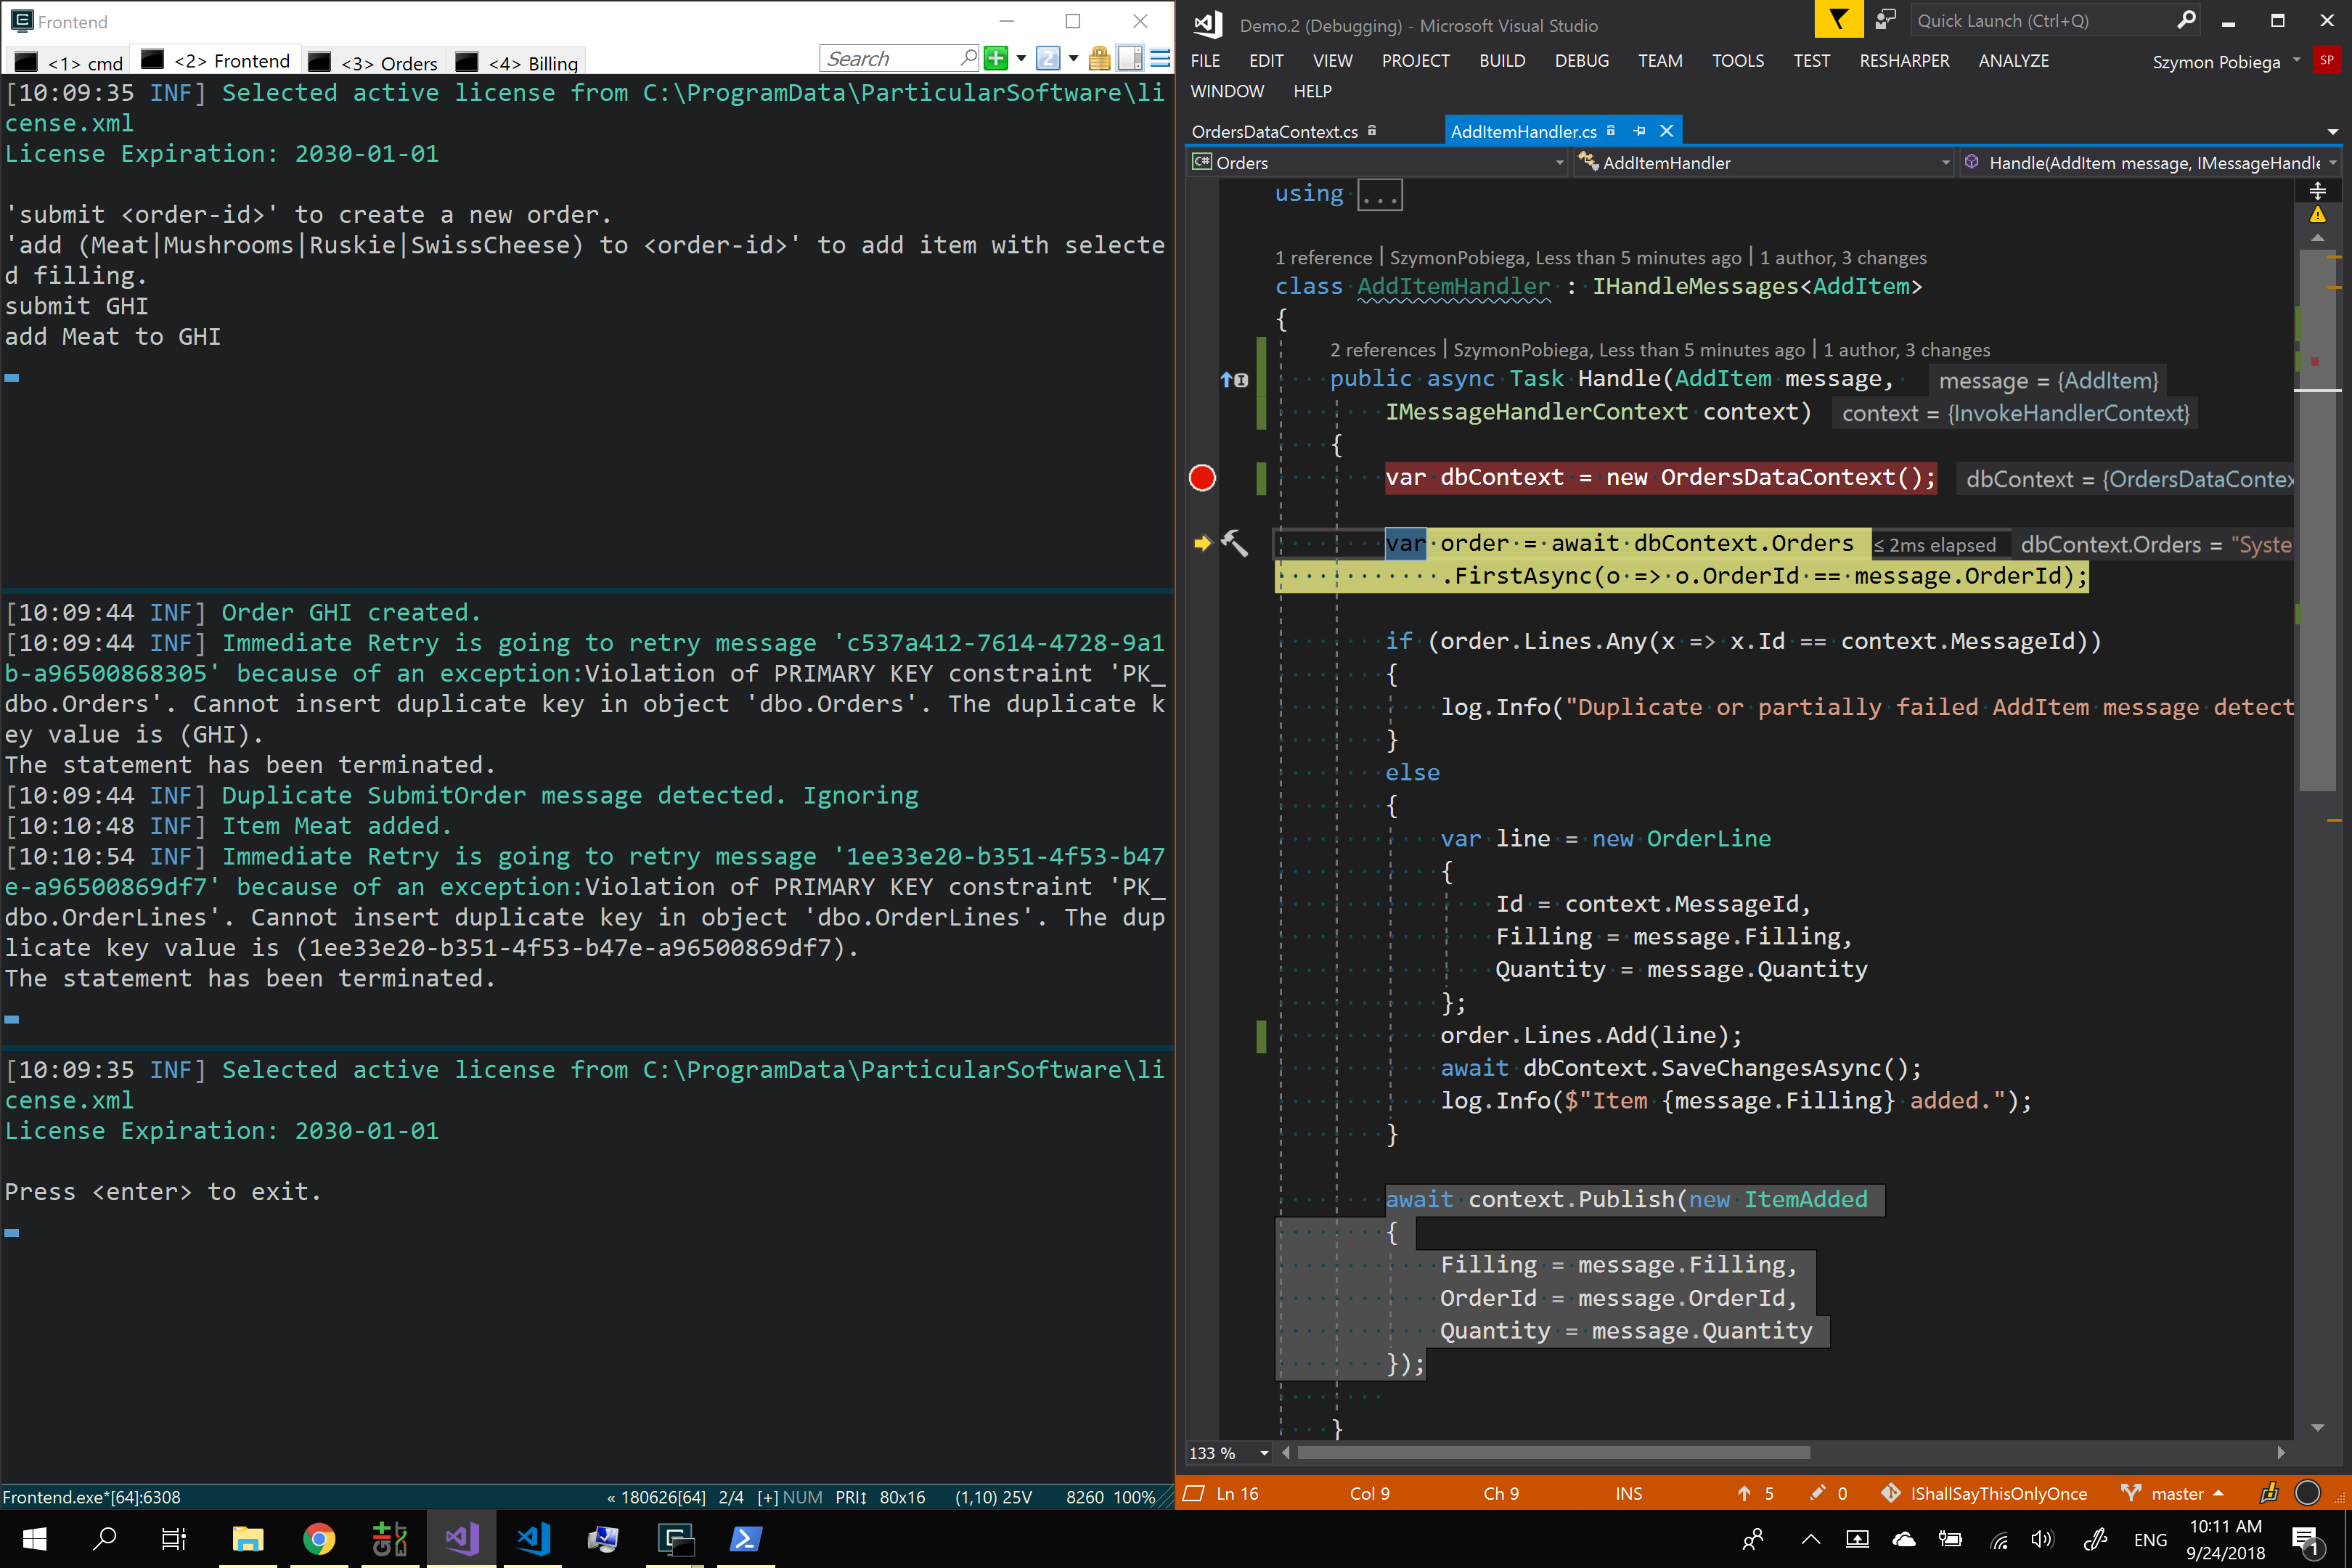 Frontend
<1> cmd <2> Frontend <3> Orders <4> Billing Search
[10:09:35 INF] Selected active license from C:\ProgramData\ParticularSoftware\li
cense.xml
License Expiration: 2030-01-01
'submit <order-id>' to create a new order.
'add (Meat|Mushrooms|Ruskie|SwissCheese) to <order-id>' to add item with selecte
d filling.
submit GHI
add Meat to GHI
[10:09:44 INF] Order GHI created.
[10:09:44 INF] Immediate Retry is going to retry message 'c537a412-7614-4728-9a1
b-a96500868305' because of an exception:Violation of PRIMARY KEY constraint 'PK_
dbo.Orders'. Cannot insert duplicate key in object 'dbo.Orders'. The duplicate k
ey value is (GHI).
The statement has been terminated.
[10:09:44 INF] Duplicate SubmitOrder message detected. Ignoring
[10:10:48 INF] Item Meat added.
[10:10:54 INF] Immediate Retry is going to retry message '1ee33e20-b351-4f53-b47
e-a96500869df7' because of an exception:Violation of PRIMARY KEY constraint 'PK_
dbo.OrderLines'. Cannot insert duplicate key in object 'dbo.OrderLines'. The dup
licate key value is (1ee33e20-b351-4f53-b47e-a96500869df7).
The statement has been terminated.
[10:09:35 INF] Selected active license from C:\ProgramData\ParticularSoftware\li
cense.xml
License Expiration: 2030-01-01
Press <enter> to exit.
Frontend.exe*[64]:6308 « 180626[64] 2/4 [+] NUM PRI↕ 80x16 (1,10) 25V 8260 100%
Demo.2 (Debugging) - Microsoft Visual Studio Quick Launch (Ctrl+Q)
FILE EDIT VIEW PROJECT BUILD DEBUG TEAM TOOLS TEST RESHARPER ANALYZE Szymon Pobiega SP
WINDOW HELP
OrdersDataContext.cs AddItemHandler.cs
C# Orders AddItemHandler Handle(AddItem message, IMessageHandle
using ...
1 reference | SzymonPobiega, Less than 5 minutes ago | 1 author, 3 changes
class AddItemHandler : IHandleMessages<AddItem>
{
2 references | SzymonPobiega, Less than 5 minutes ago | 1 author, 3 changes
public async Task Handle(AddItem message, message = {AddItem}
IMessageHandlerContext context) context = {InvokeHandlerContext}
{
var dbContext = new OrdersDataContext(); dbContext = {OrdersDataContex
var order = await dbContext.Orders ≤ 2ms elapsed dbContext.Orders = "Syste
.FirstAsync(o => o.OrderId == message.OrderId);
if (order.Lines.Any(x => x.Id == context.MessageId))
{
log.Info("Duplicate or partially failed AddItem message detect
}
else
{
var line = new OrderLine
{
Id = context.MessageId,
Filling = message.Filling,
Quantity = message.Quantity
};
order.Lines.Add(line);
await dbContext.SaveChangesAsync();
log.Info($"Item {message.Filling} added.");
}
await context.Publish(new ItemAdded
{
Filling = message.Filling,
OrderId = message.OrderId,
Quantity = message.Quantity
});
}
133 %
Ln 16 Col 9 Ch 9 INS 5 0 IShallSayThisOnlyOnce master
ENG 10:11 AM
9/24/2018 1